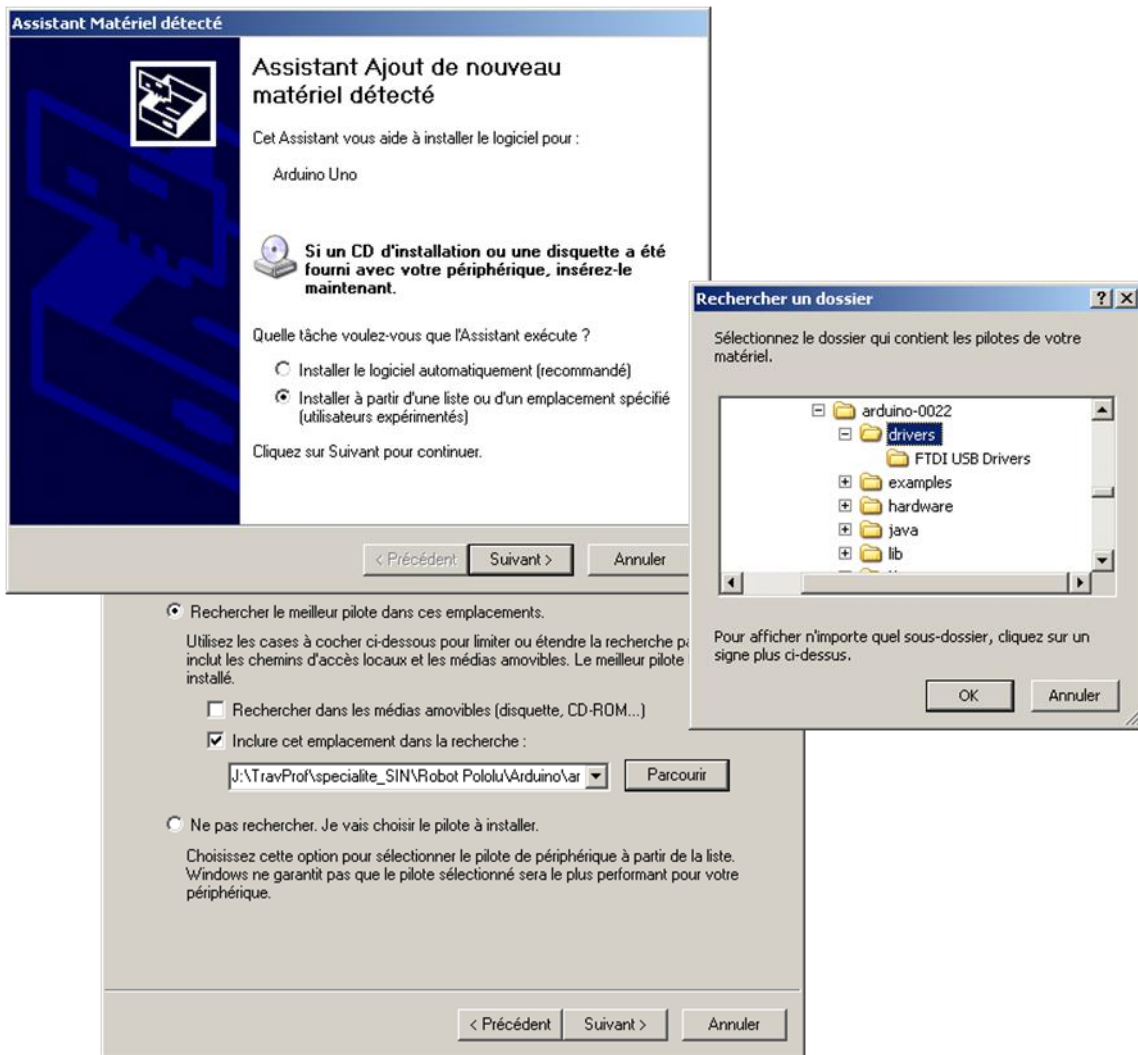 Assistant Matériel détecté
Assistant Ajout de nouveau
matériel détecté
Cet Assistant vous aide à installer le logiciel pour :
Arduino Uno
Si un CD d'installation ou une disquette a été
fourni avec votre périphérique, insérez-le
maintenant.
Quelle tâche voulez-vous que l'Assistant exécute ?
Installer le logiciel automatiquement (recommandé)
Installer à partir d'une liste ou d'un emplacement spécifié
(utilisateurs expérimentés)
Cliquez sur Suivant pour continuer.
< Précédent
Suivant >
Annuler
Rechercher un dossier
Sélectionnez le dossier qui contient les pilotes de votre
matériel.
arduino-0022
drivers
FTDI USB Drivers
examples
hardware
java
lib
Pour afficher n'importe quel sous-dossier, cliquez sur un
signe plus ci-dessus.
OK
Annuler
Rechercher le meilleur pilote dans ces emplacements.
Utilisez les cases à cocher ci-dessous pour limiter ou étendre la recherche
inclut les chemins d'accès locaux et les médias amovibles. Le meilleur pilote
installé.
Rechercher dans les médias amovibles (disquette, CD-ROM...)
Inclure cet emplacement dans la recherche :
J:\TravProf\specialite_SIN\Robot Pololu\Arduino\ar
Parcourir
Ne pas rechercher. Je vais choisir le pilote à installer.
Choisissez cette option pour sélectionner le pilote de périphérique à partir de la liste.
Windows ne garantit pas que le pilote sélectionné sera le plus performant pour votre
périphérique.
< Précédent
Suivant >
Annuler